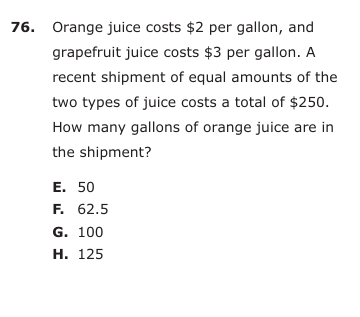 76. Orange juice costs $2 per gallon, and
grapefruit juice costs $3 per gallon. A
recent shipment of equal amounts of the
two types of juice costs a total of $250.
How many gallons of orange juice are in
the shipment?
E. 50
F. 62.5
G. 100
H. 125